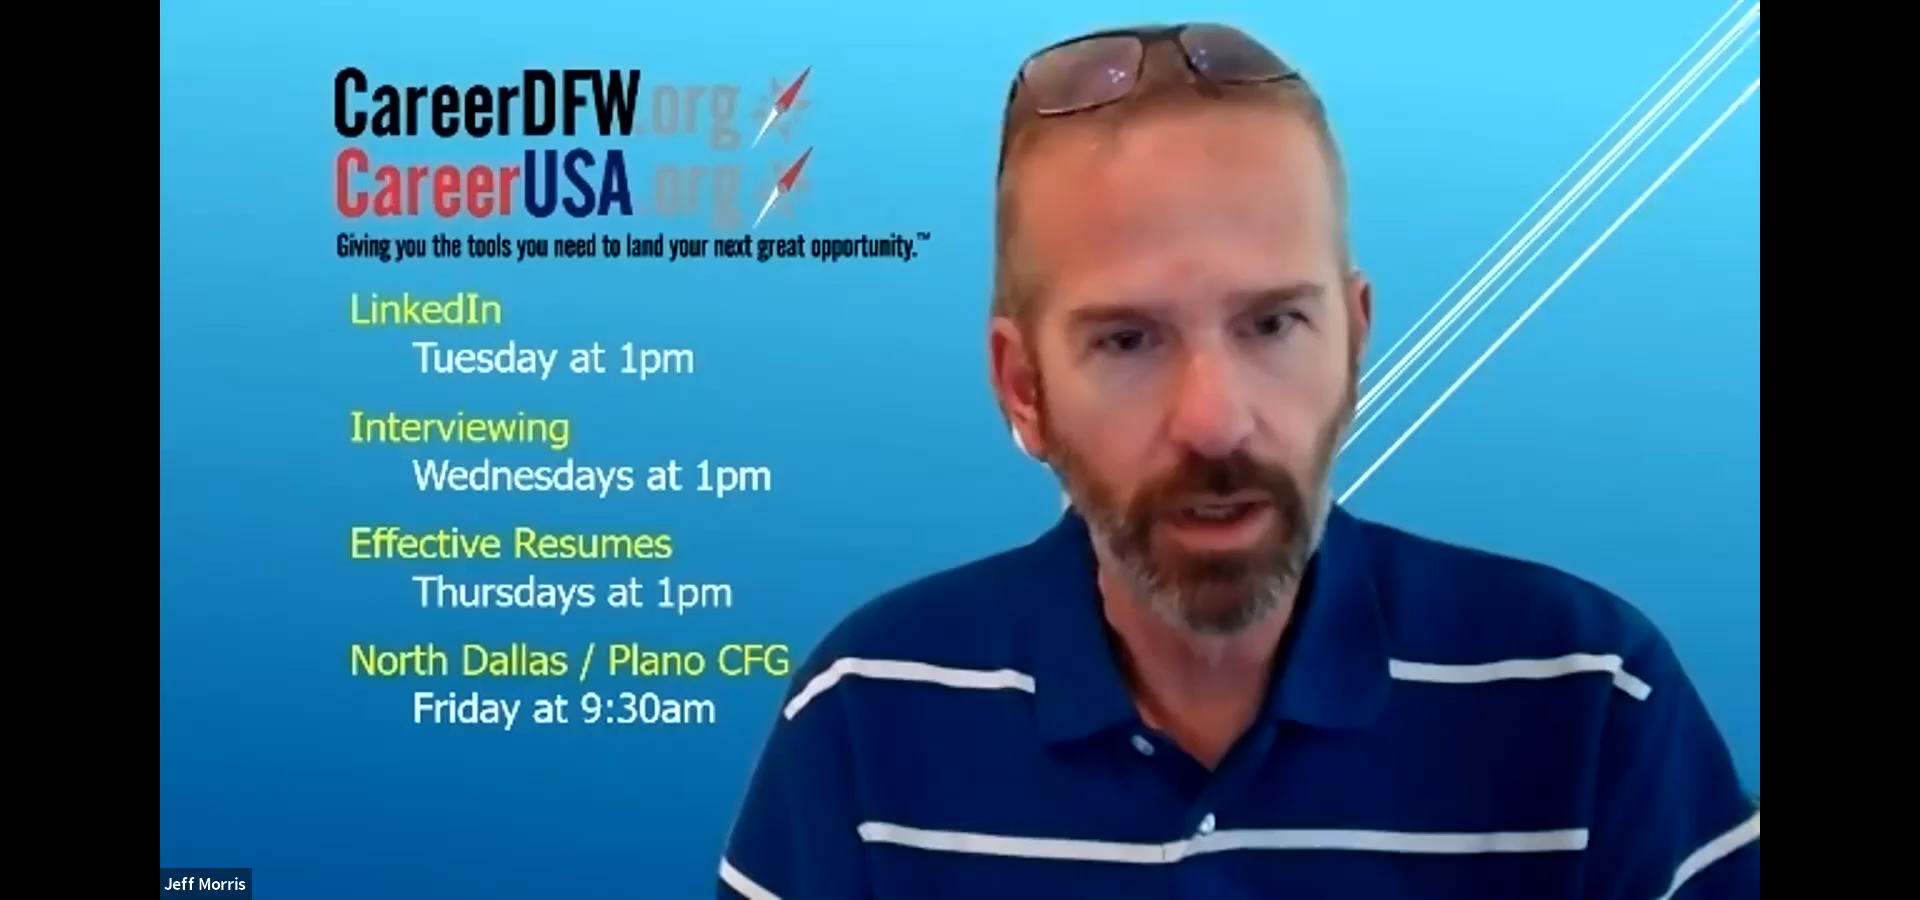 CareerDFW.org
CareerUSA.org
Giving you the tools you need to land your next great opportunity.™
LinkedIn
Tuesday at 1pm
Interviewing
Wednesdays at 1pm
Effective Resumes
Thursdays at 1pm
North Dallas / Plano CFG
Friday at 9:30am
Jeff Morris